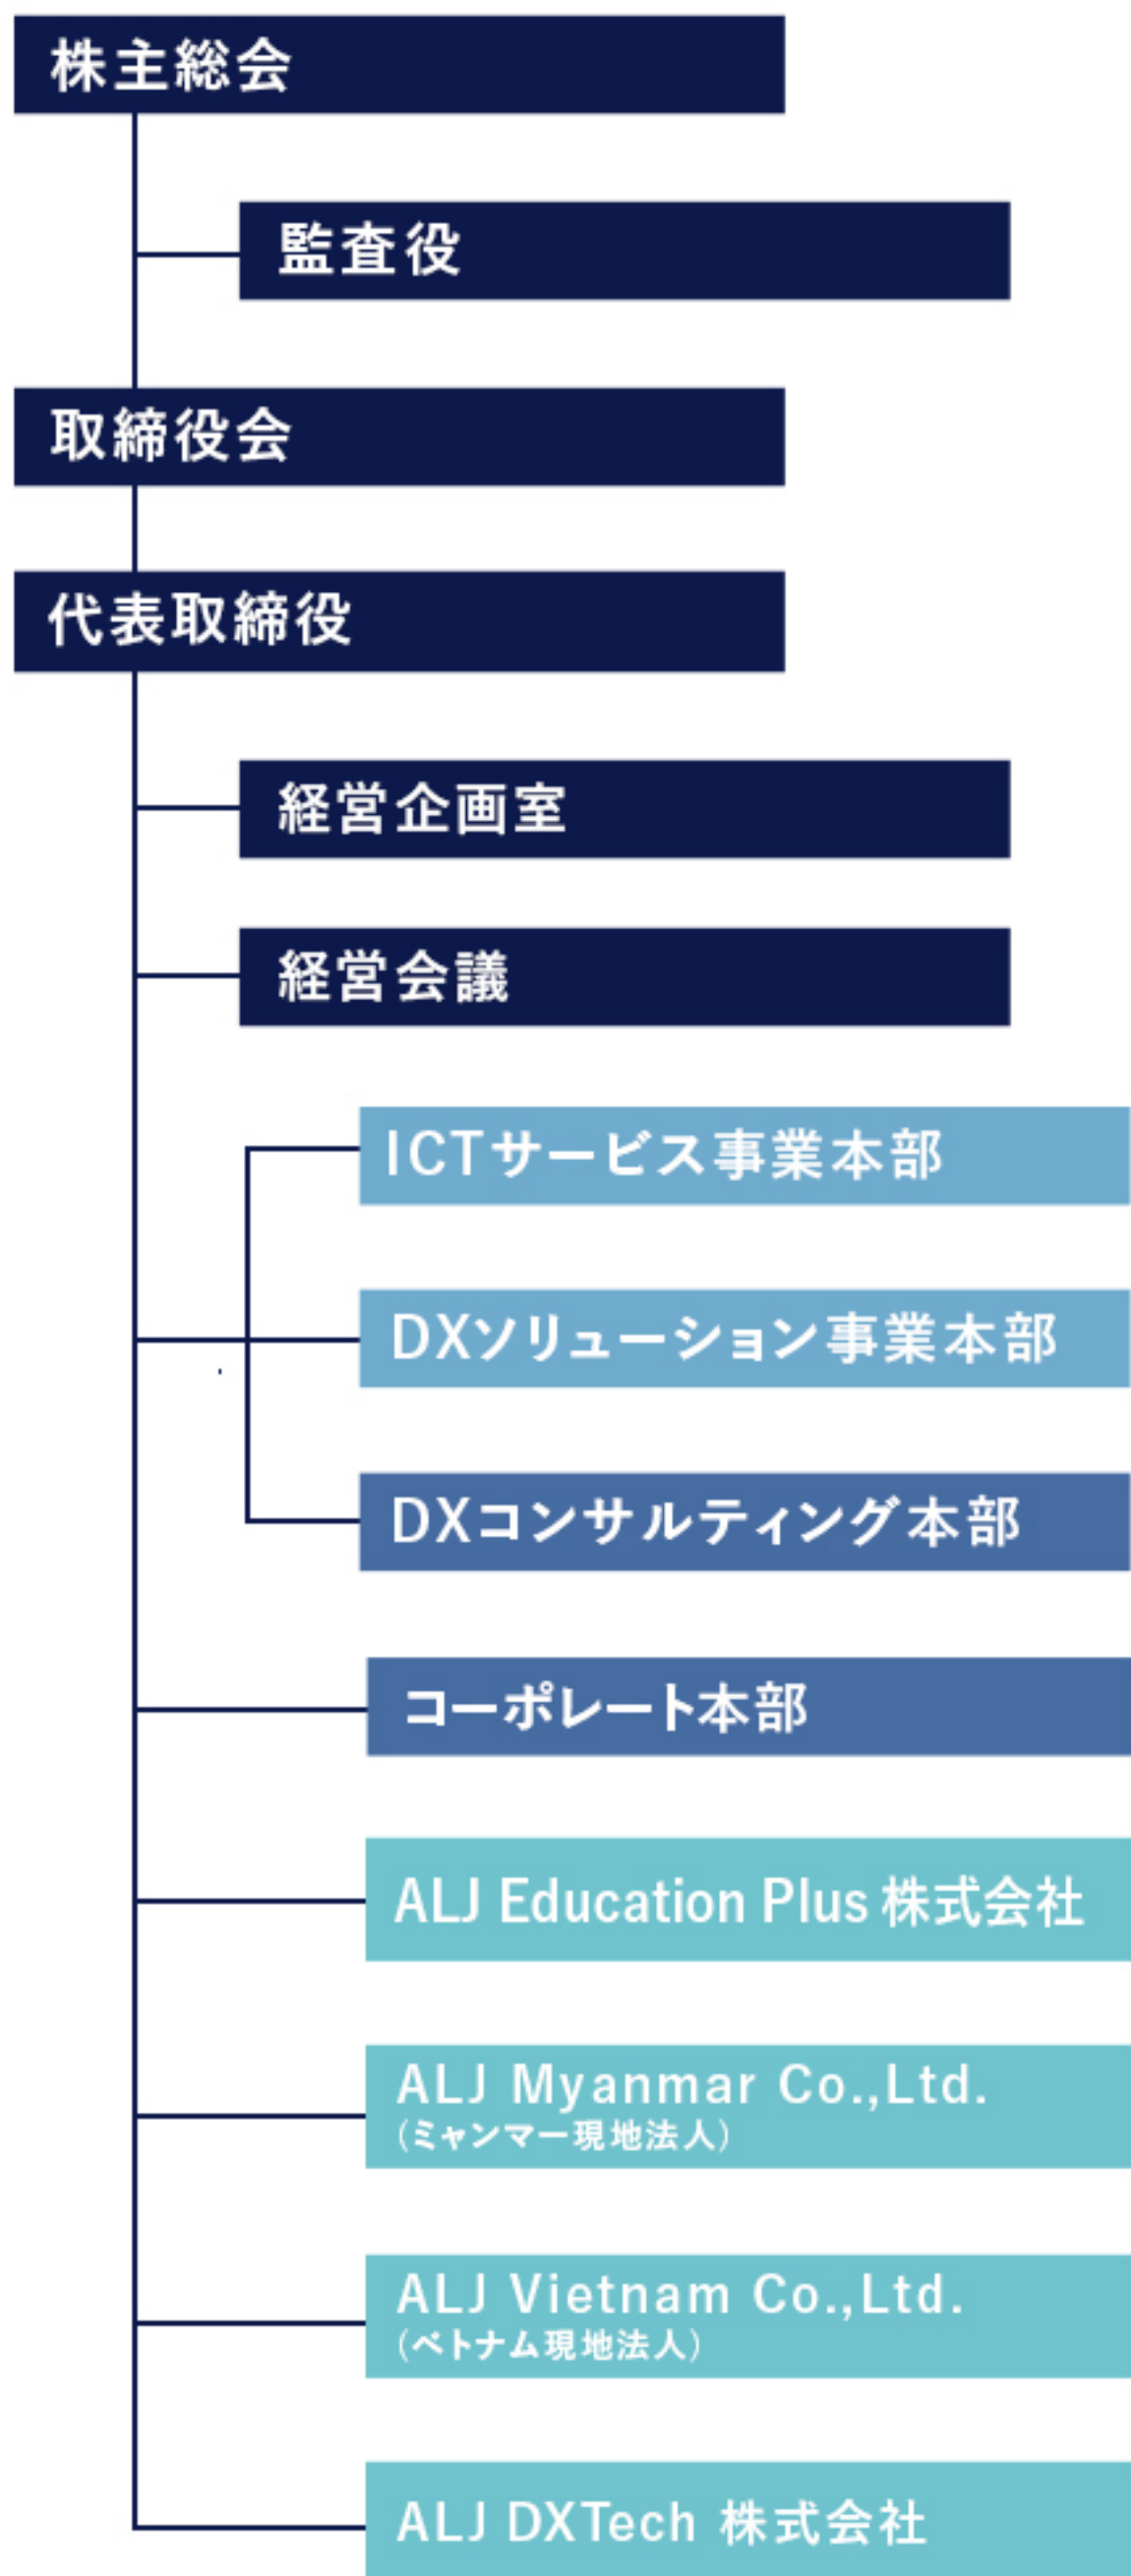 株主総会
監査役
取締役会
代表取締役
経営企画室
経営会議
ICTサービス事業本部
DXソリューション事業本部
DXコンサルティング本部
コーポレート本部
ALJ Education Plus 株式会社
ALJ Myanmar Co.,Ltd.
(ミャンマー現地法人)
ALJ Vietnam Co.,Ltd.
(ベトナム現地法人)
ALJ DXTech 株式会社